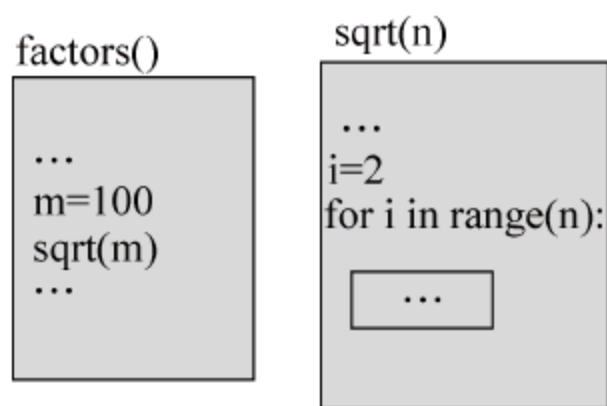 factors()
...
m=100
sqrt(m)
...
sqrt(n)
...
i=2
for i in range(n):
...